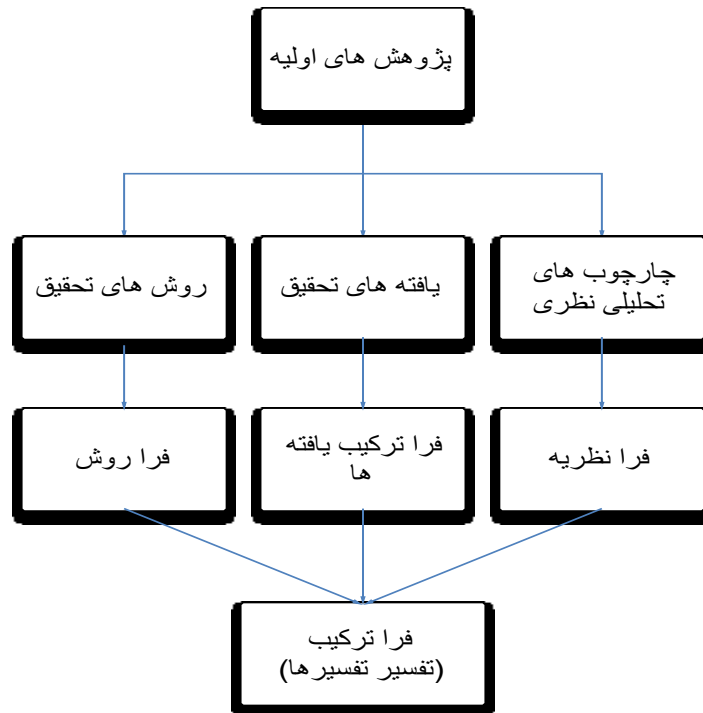 پژوهش های اولیه
چارچوب های
تحلیلی نظری
یافته های تحقیق
روش های تحقیق
فرا نظریه
فرا ترکیب یافته
ها
فرا روش
فرا ترکیب
(تفسیر تفسیرها)